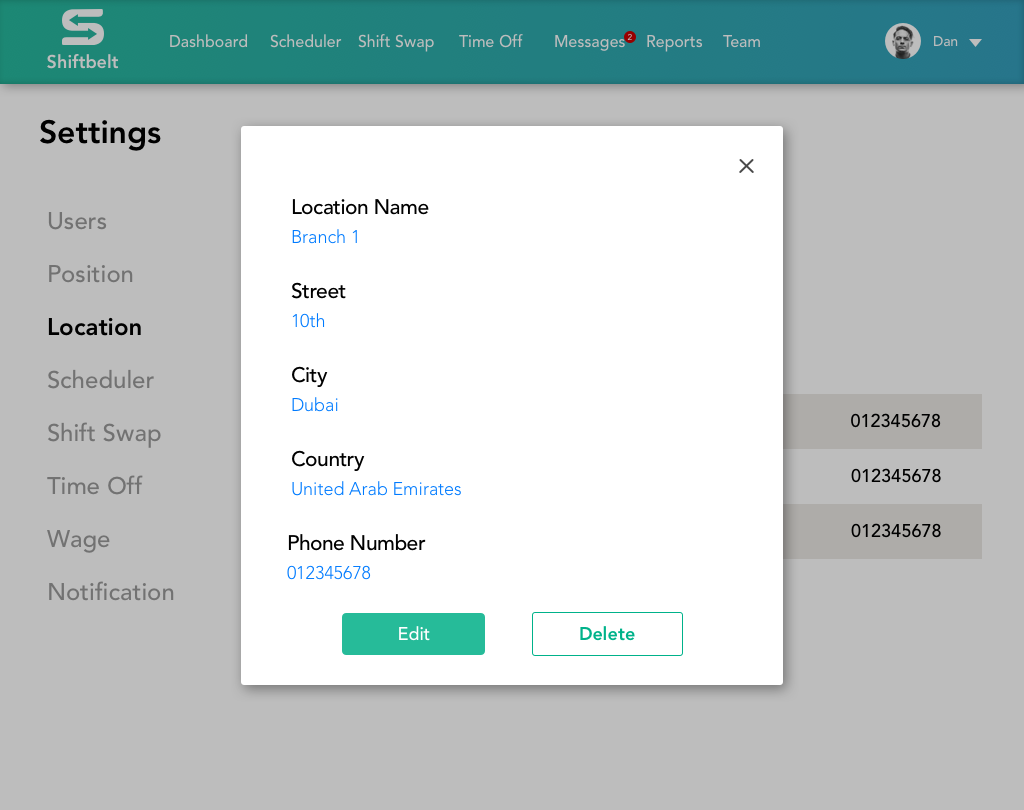 Shiftbelt
Dashboard Scheduler Shift Swap Time Off Messages 2 Reports Team
Dan
Settings
Users
Position
Location
Scheduler
Shift Swap
Time Off
Wage
Notification
Location Name
Branch 1
Street
10th
City
Dubai
Country
United Arab Emirates
Phone Number
012345678
Edit Delete
012345678
012345678
012345678